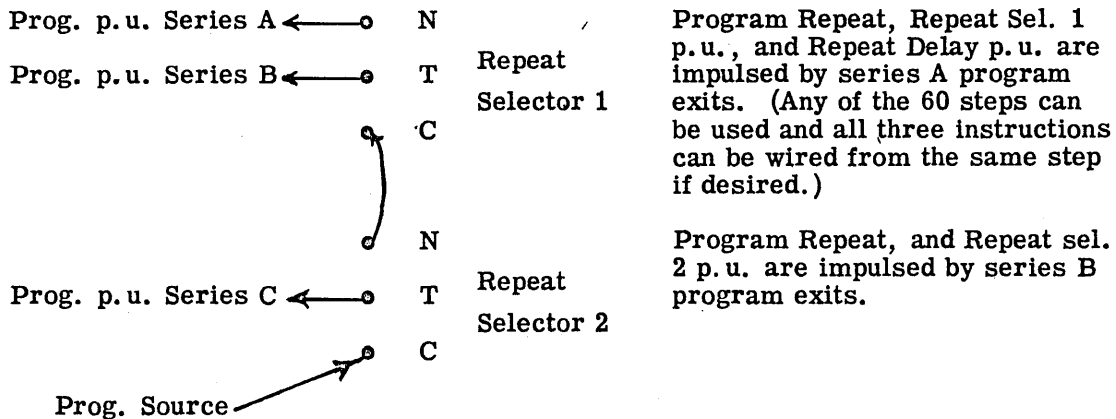 Prog. p.u. Series A N
Prog. p.u. Series B T
Repeat
Selector 1
C
N
Prog. p.u. Series C T
Repeat
Selector 2
C
Prog. Source
Program Repeat, Repeat Sel. 1
p.u., and Repeat Delay p.u. are
impulsed by series A program
exits. (Any of the 60 steps can
be used and all three instructions
can be wired from the same step
if desired.)
Program Repeat, and Repeat sel.
2 p.u. are impulsed by series B
program exits.